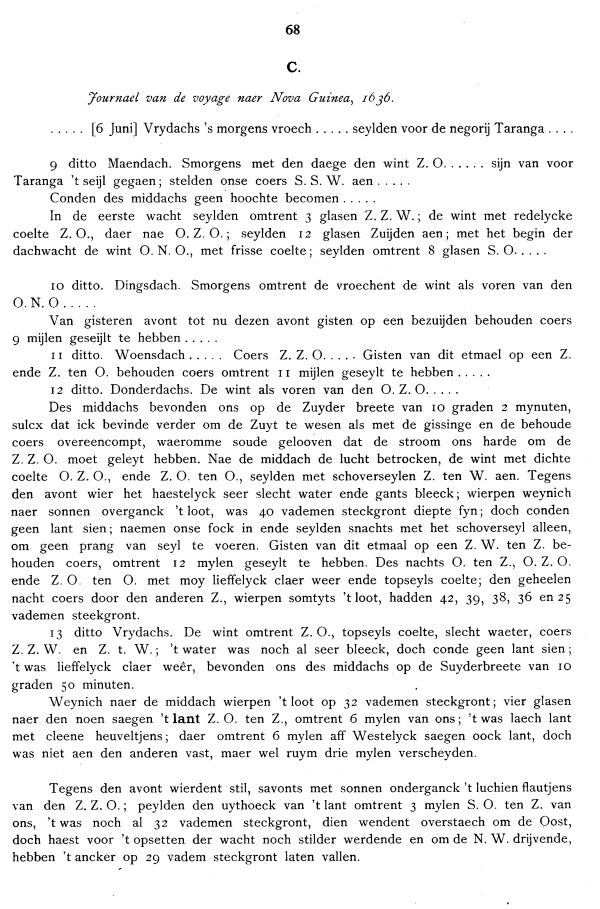 68
C.
Journael van de voyage naer Nova Guinea, 1636.
. . . . . [6 Juni] Vrydachs 's morgens vroech . . . . . seylden voor de negorij Taranga . . . .
9 ditto Maendach. Smorgens met den daege den wint Z. O. . . . . . sijn van voor
Taranga 't seijl gegaen; stelden onse coers S. S. W. aen . . . . .
Conden des middachs geen hoochte becomen . . . . .
In de eerste wacht seylden omtrent 3 glasen Z. Z. W.; de wint met redelycke
coelte Z. O., daer nae O. Z. O.; seylden 12 glasen Zuijden aen; met het begin der
dachwacht de wint O. N. O., met frisse coelte; seylden omtrent 8 glasen S. O. . . . .
10 ditto. Dingsdach. Smorgens omtrent de vroechent de wint als voren van den
O. N. O . . . . .
Van gisteren avont tot nu dezen avont gisten op een bezuijden behouden coers
9 mijlen geseijlt te hebben . . . . .
11 ditto. Woensdach . . . . . Coers Z. Z. O. . . . . Gisten van dit etmael op een Z.
ende Z. ten O. behouden coers omtrent 11 mijlen geseylt te hebben . . . . .
12 ditto. Donderdachs. De wint als voren van den O. Z. O. . . . .
Des middachs bevonden ons op de Zuyder breete van 10 graden 2 mynuten,
sulcx dat ick bevinde verder om de Zuyt te wesen als met de gissinge en de behoude
coers overeencompt, waeromme soude gelooven dat de stroom ons harde om de
Z. Z. O. moet geleyt hebben. Nae de middach de lucht betrocken, de wint met dichte
coelte O. Z. O., ende Z. O. ten O., seylden met schoverseylen Z. ten W. aen. Tegens
den avont wier het haestelyck seer slecht water ende gants bleeck; wierpen weynich
naer sonnen overganck 't loot, was 40 vademen steckgront diepte fyn; doch conden
geen lant sien; naemen onse fock in ende seylden snachts met het schoverseyl alleen,
om geen prang van seyl te voeren. Gisten van dit etmaal op een Z. W. ten Z. be-
houden coers, omtrent 12 mylen geseylt te hebben. Des nachts O. ten Z., O. Z. O.
ende Z. O. ten O. met moy lieffelyck claer weer ende topseyls coelte; den geheelen
nacht coers door den anderen Z., wierpen somtyts 't loot, hadden 42, 39, 38, 36 en 25
vademen steekgront.
13 ditto Vrydachs. De wint omtrent Z. O., topseyls coelte, slecht waeter, coers
Z. Z. W. en Z. t. W.; 't water was noch al seer bleeck, doch conde geen lant sien;
't was lieffelyck claer weêr, bevonden ons des middachs op de Suyderbreete van 10
graden 50 minuten.
Weynich naer de middach wierpen 't loot op 32 vademen steckgront; vier glasen
naer den noen saegen 't lant Z. O. ten Z., omtrent 6 mylen van ons; 't was laech lant
met cleene heuveltjens; daer omtrent 6 mylen aff Westelyck saegen oock lant, doch
was niet aen den anderen vast, maer wel ruym drie mylen verscheyden.
Tegens den avont wierdent stil, savonts met sonnen onderganck 't luchien flautjens
van den Z. Z. O.; peylden den uythoeck van 't lant omtrent 3 mylen S. O. ten Z. van
ons, 't was noch al 32 vademen steckgront, dien wendent overstaech om de Oost,
doch haest voor 't opsetten der wacht noch stilder werdende en om de N. W. drijvende,
hebben 't ancker op 29 vadem steckgront laten vallen.